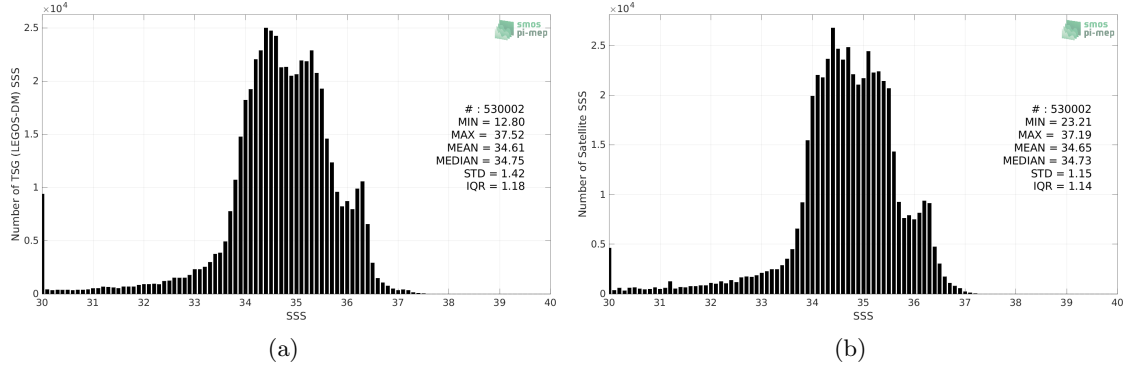 ×10⁴
2.5
2
1.5
1
0.5
0
30 31 32 33 34 35 36 37 38 39 40
SSS
Number of TSG (LEGOS-DM) SSS
smos
pi-mep
# : 530002
MIN = 12.80
MAX = 37.52
MEAN = 34.61
MEDIAN = 34.75
STD = 1.42
IQR = 1.18
(a)
×10⁴
2.5
2
1.5
1
0.5
0
30 31 32 33 34 35 36 37 38 39 40
SSS
Number of Satellite SSS
smos
pi-mep
# : 530002
MIN = 23.21
MAX = 37.19
MEAN = 34.65
MEDIAN = 34.73
STD = 1.15
IQR = 1.14
(b)